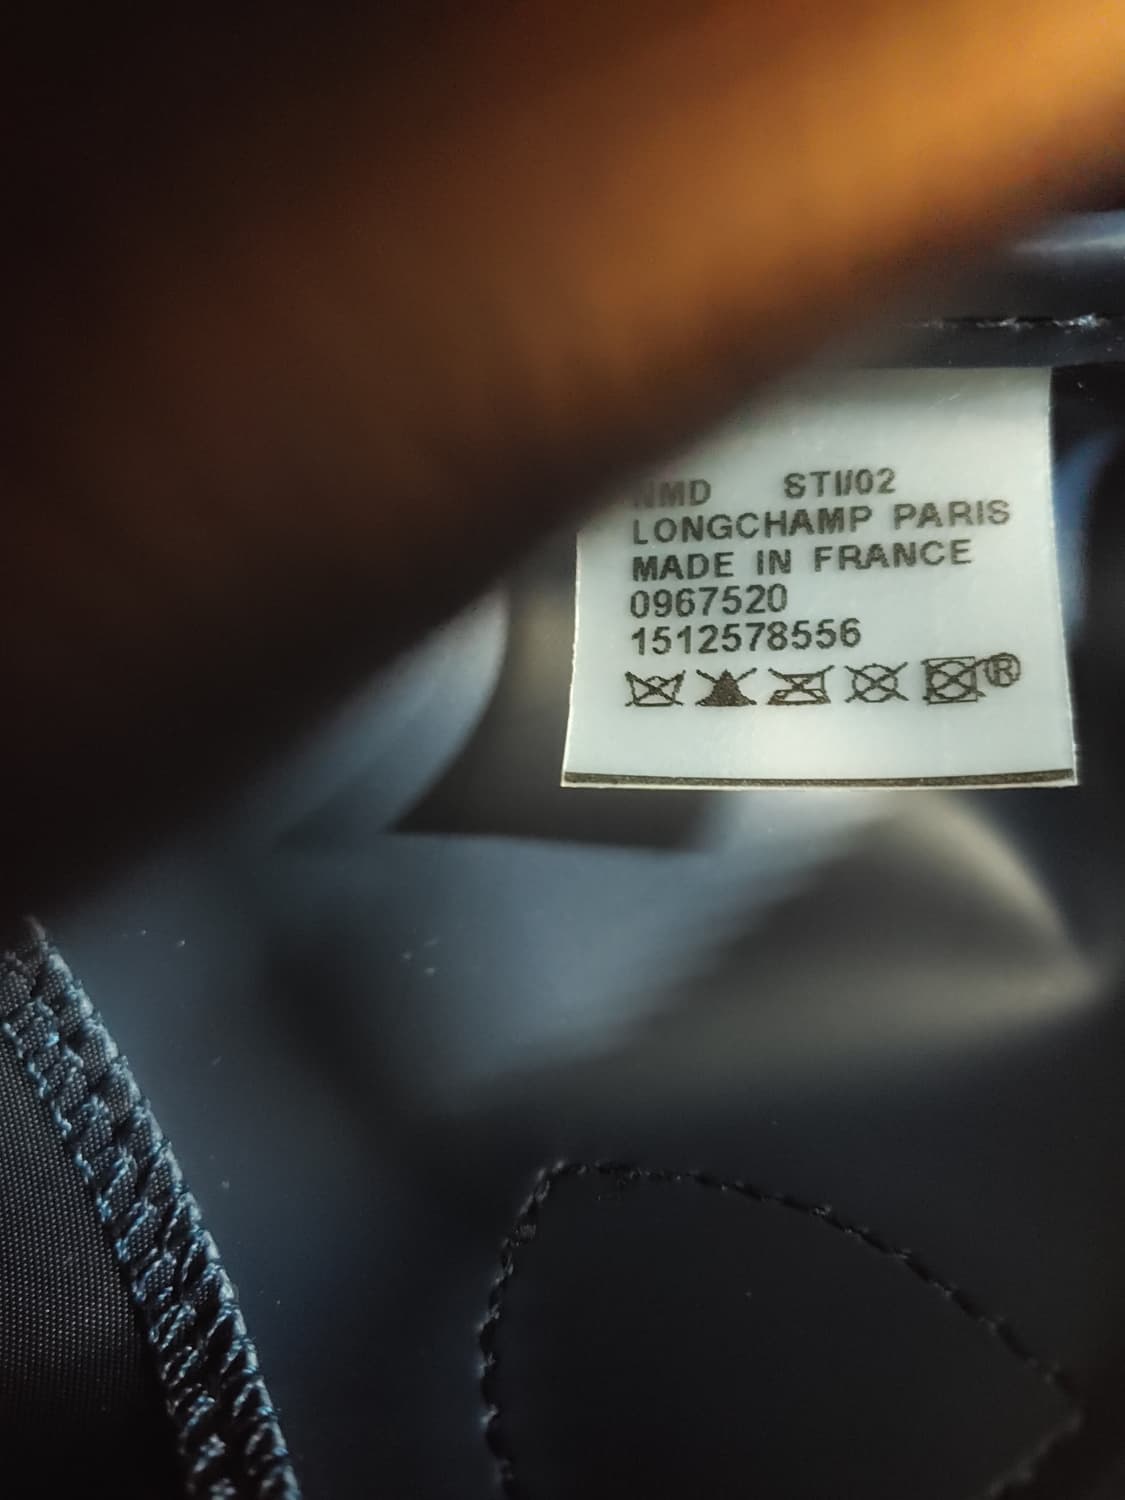 NMD STI/02
LONGCHAMP PARIS
MADE IN FRANCE
0967520
1512578556
®